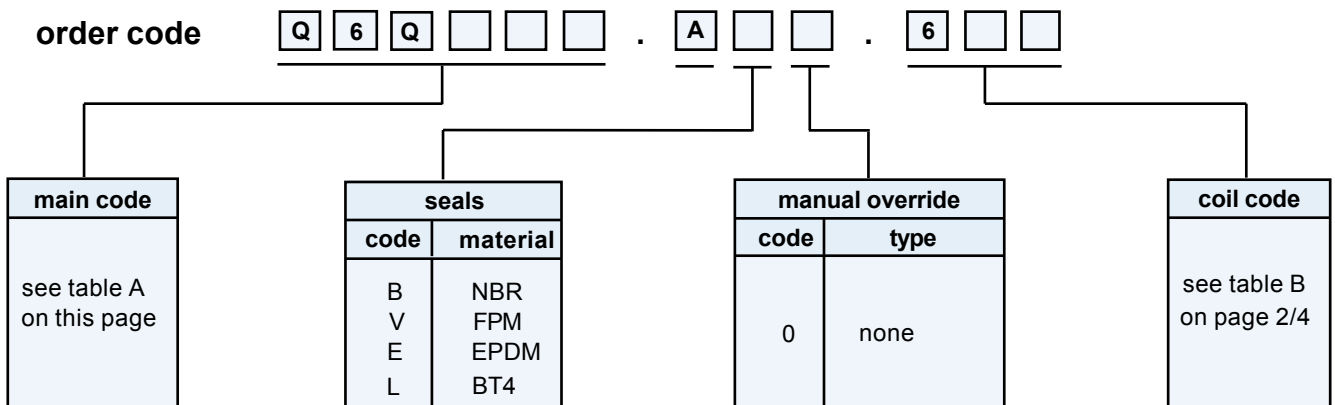 order code Q 6 Q . A . 6
main code
see table A
on this page
seals
code material
B NBR
V FPM
E EPDM
L BT4
manual override
code type
0 none
coil code
see table B
on page 2/4